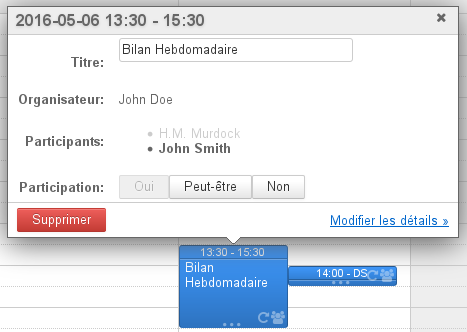 2016-05-06 13:30 - 15:30
Titre: Bilan Hebdomadaire
Organisateur: John Doe
Participants:
H.M. Murdock
John Smith
Participation: Oui Peut-être Non
Supprimer Modifier les détails »
13:30 - 15:30
Bilan
Hebdomadaire
14:00 - DS